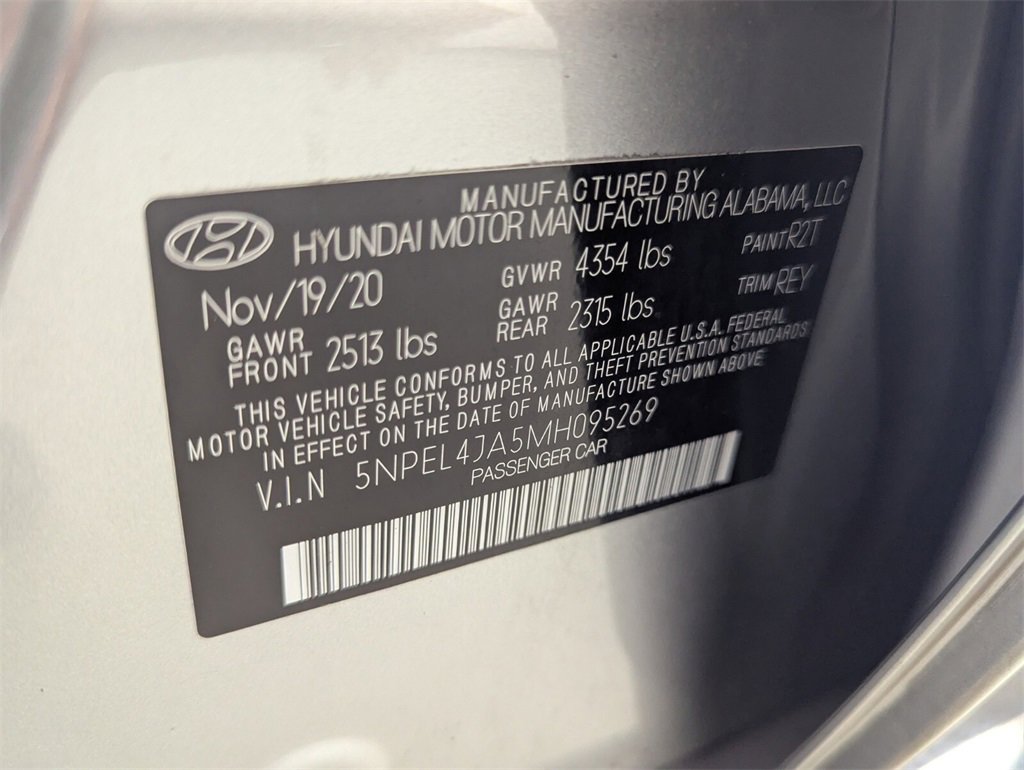 MANUFACTURED BY
HYUNDAI MOTOR MANUFACTURING ALABAMA, LLC
Nov/19/20 GVWR 4354 lbs PAINT R2T
GAWR FRONT 2513 lbs GAWR REAR 2315 lbs TRIM REY
THIS VEHICLE CONFORMS TO ALL APPLICABLE U.S.A. FEDERAL
MOTOR VEHICLE SAFETY, BUMPER, AND THEFT PREVENTION STANDARDS
IN EFFECT ON THE DATE OF MANUFACTURE SHOWN ABOVE
V.I.N 5NPEL4JA5MH095269
PASSENGER CAR